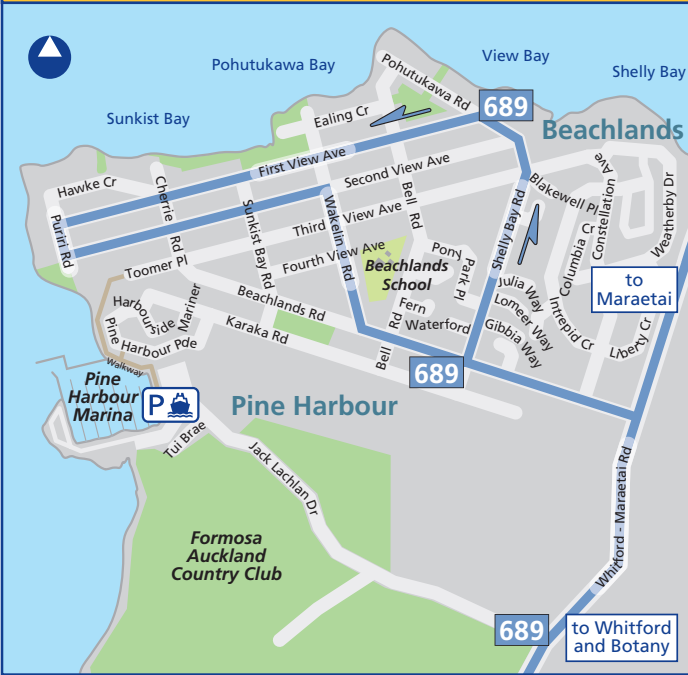 Pohutukawa Bay
View Bay
Shelly Bay
Sunkist Bay
Pohutukawa Rd
689
Beachlands
Ealing Cr
First View Ave
Second View Ave
Third View Ave
Fourth View Ave
Hawke Cr
Cherrie Rd
Puriri Rd
Sunkist Bay Rd
Wakelin Rd
Bell Rd
Shelly Bay Rd
Blakewell Pl
Constellation Ave
Columbia Cr
Weatherby Dr
Toomer Pl
Beachlands
School
Pony Park Pl
Julia Way
Lomeer Way
Gibbia Way
Intrepid Cr
Liberty Cr
to
Maraetai
Harbourside
Mariner
Beachlands Rd
Fern
Waterford
Karaka Rd
Bell Rd
Pine Harbour Pde
Walkway
689
Pine
Harbour
Marina
P
Pine Harbour
Tui Brae
Jack Lachlan Dr
Whitford - Maraetai Rd
Formosa
Auckland
Country Club
689
to Whitford
and Botany